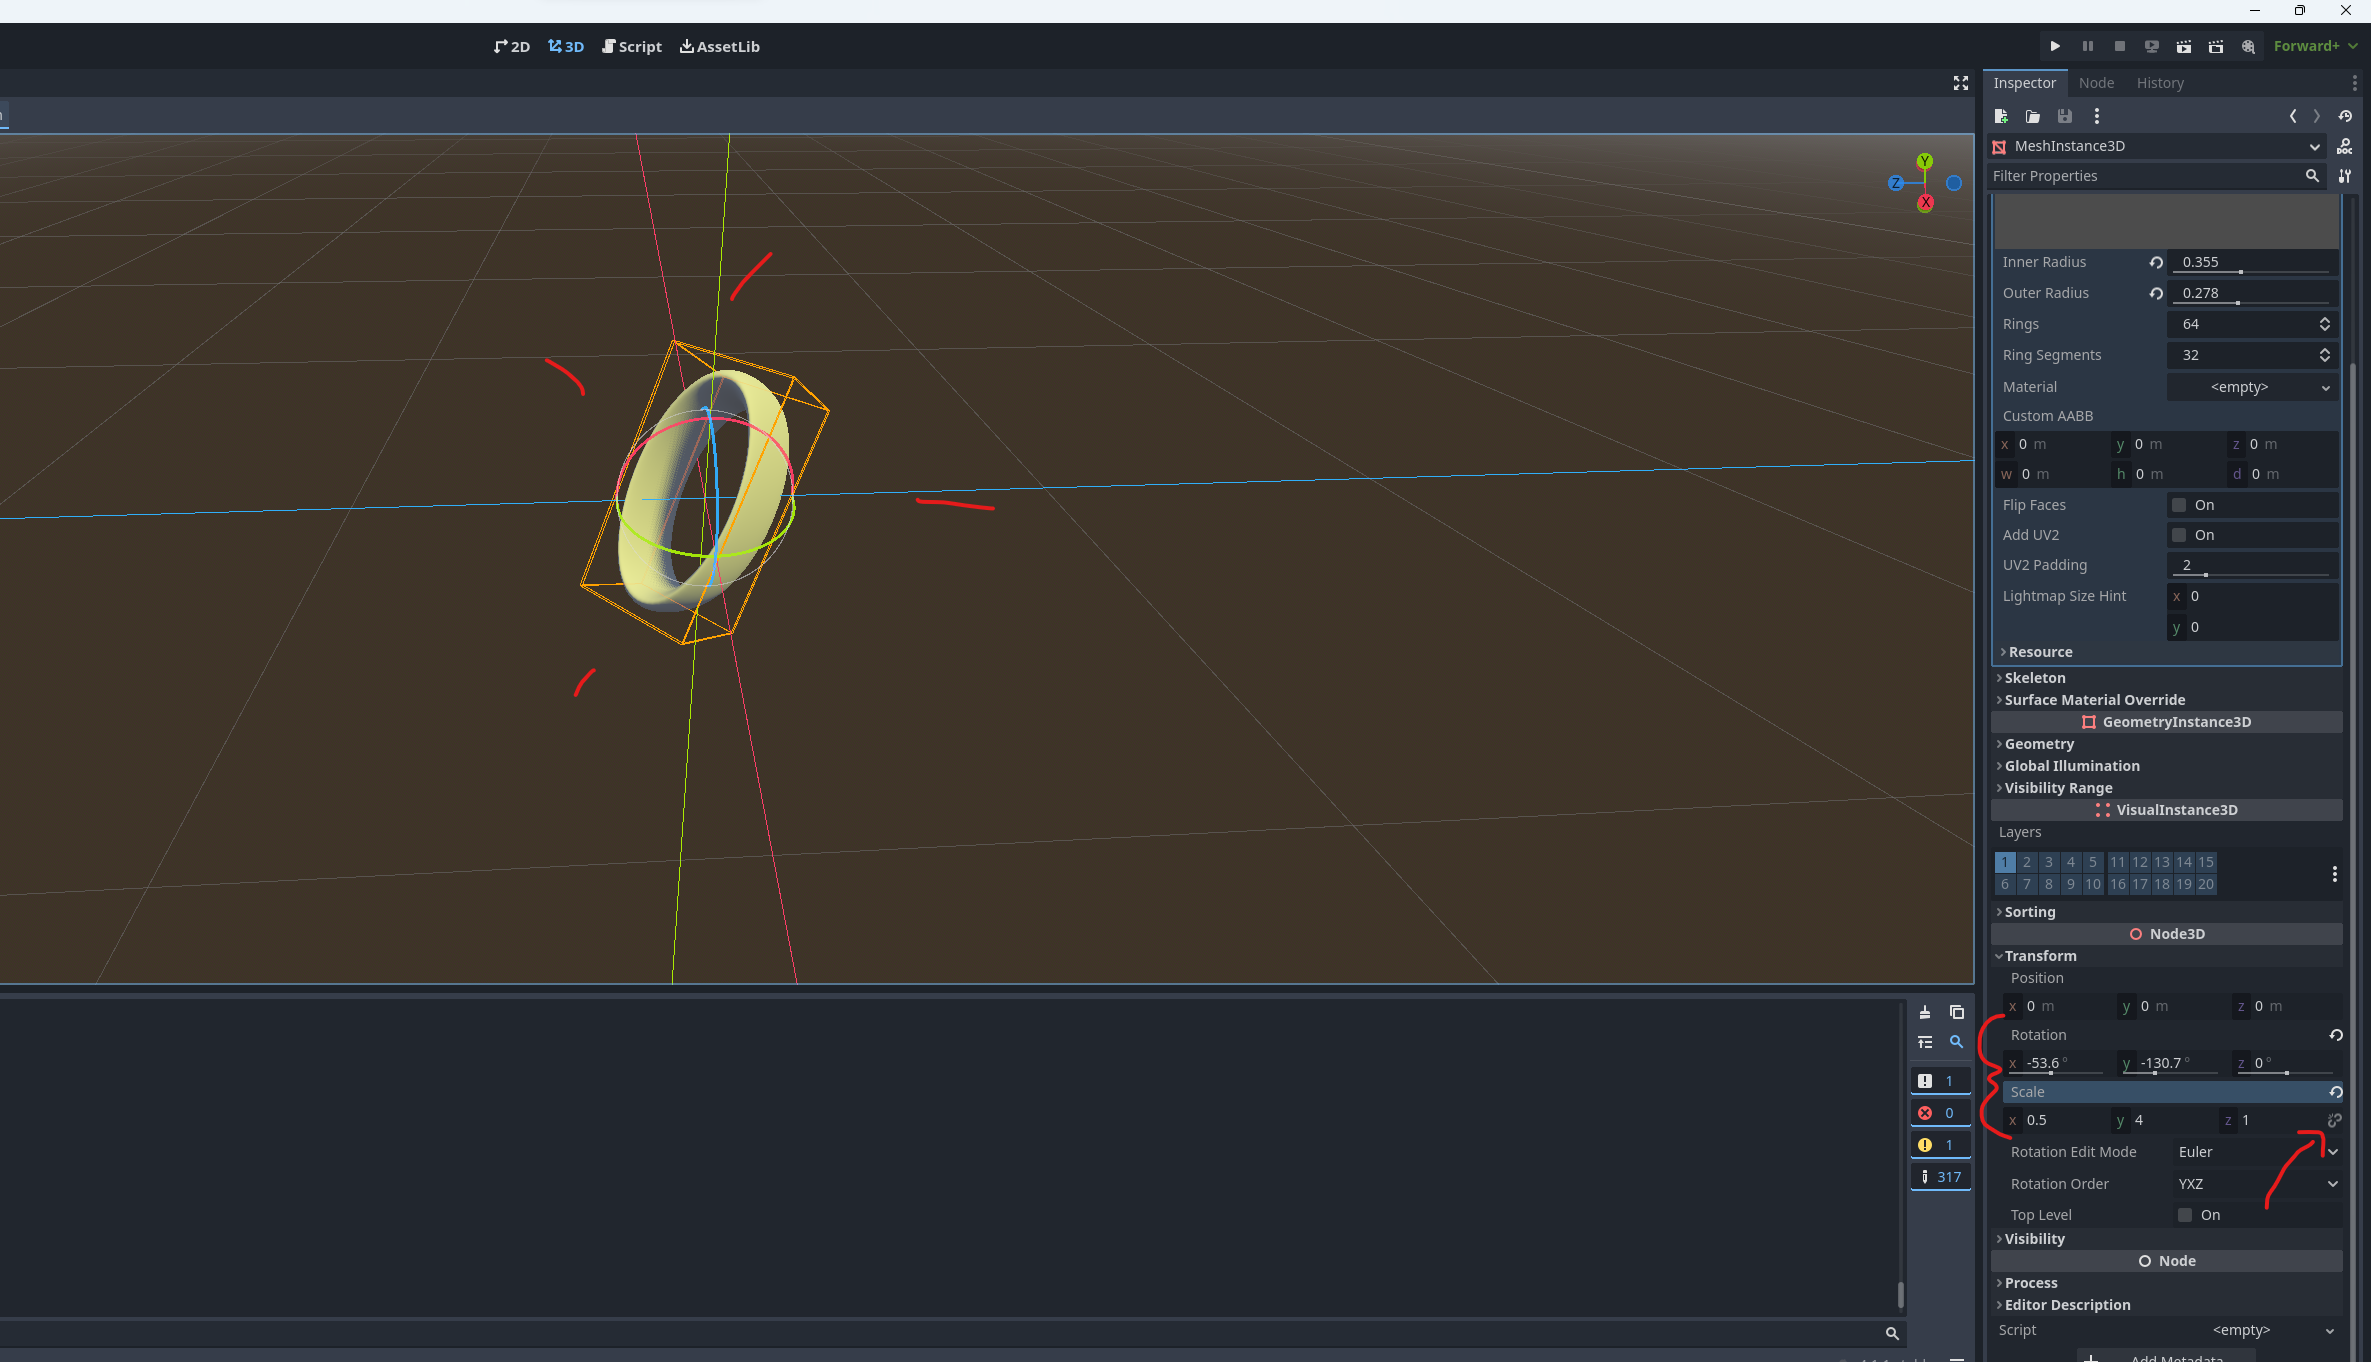 2D 3D Script AssetLib
Forward+
Inspector Node History
MeshInstance3D
Filter Properties
Y
Z
X
Inner Radius 0.355
Outer Radius 0.278
Rings 64
Ring Segments 32
Material <empty>
Custom AABB
x 0 m y 0 m z 0 m
w 0 m h 0 m d 0 m
Flip Faces On
Add UV2 On
UV2 Padding 2
Lightmap Size Hint x 0
y 0
Resource
Skeleton
Surface Material Override
GeometryInstance3D
Geometry
Global Illumination
Visibility Range
VisualInstance3D
Layers
1 2 3 4 5 11 12 13 14 15
6 7 8 9 10 16 17 18 19 20
Sorting
Node3D
Transform
Position
x 0 m y 0 m z 0 m
Rotation
x -53.6 ° y -130.7 ° z 0 °
Scale
x 0.5 y 4 z 1
Rotation Edit Mode Euler
Rotation Order YXZ
Top Level On
Visibility
Node
Process
Editor Description
Script <empty>
Add Metadata
1
0
1
317